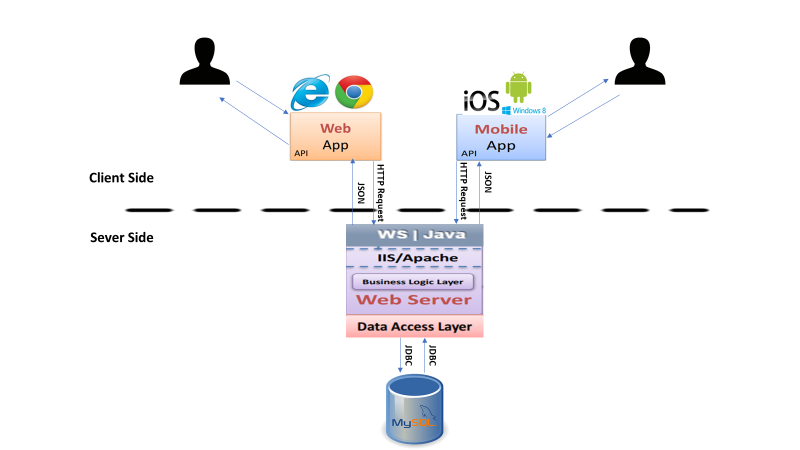 iOS
Windows 8
Web
App
API
Mobile
App
API
Client Side
JSON
HTTP Request
HTTP Request
JSON
Sever Side
WS | Java
IIS/Apache
Business Logic Layer
Web Server
Data Access Layer
JDBC
JDBC
MySQL